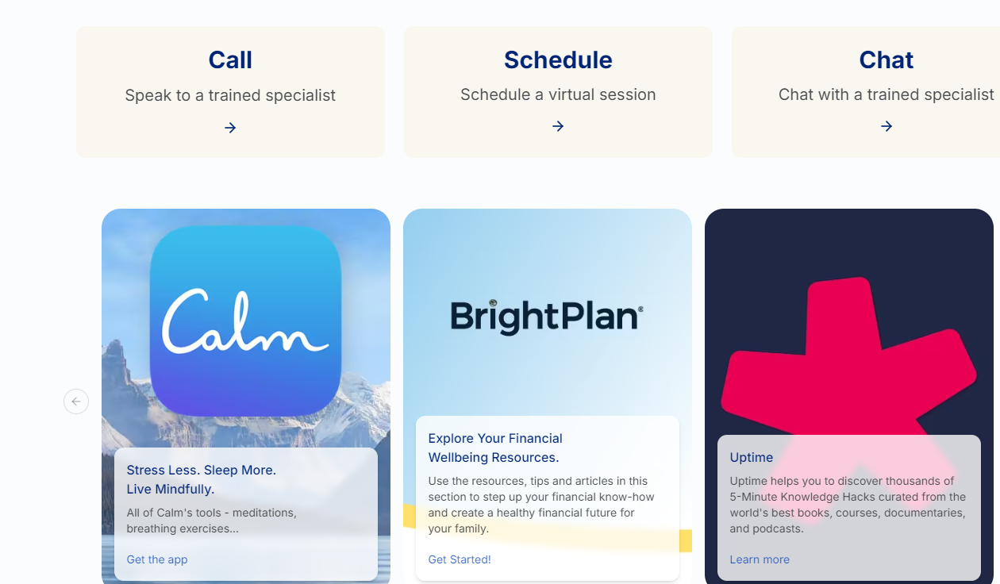 Call
Speak to a trained specialist
Schedule
Schedule a virtual session
Chat
Chat with a trained specialist
Calm
Stress Less. Sleep More.
Live Mindfully.
All of Calm's tools - meditations,
breathing exercises...
Get the app
BrightPlan®
Explore Your Financial
Wellbeing Resources.
Use the resources, tips and articles in this
section to step up your financial know-how
and create a healthy financial future for
your family.
Get Started!
Uptime
Uptime helps you to discover thousands of
5-Minute Knowledge Hacks curated from the
world's best books, courses, documentaries,
and podcasts.
Learn more